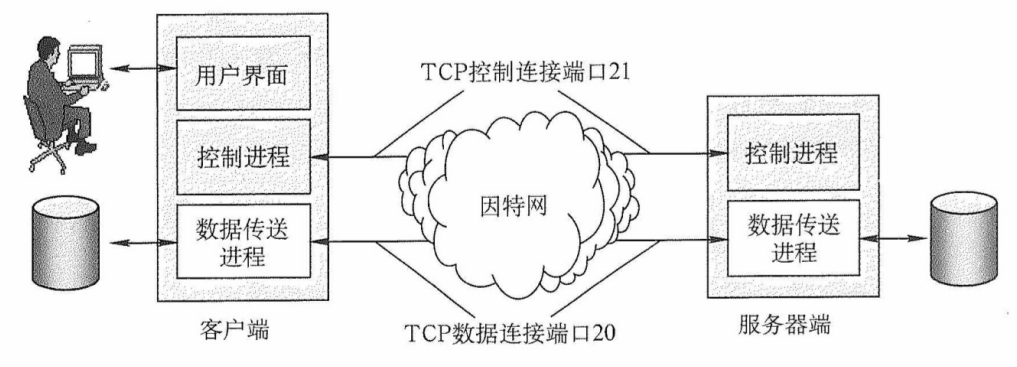 用户界面
TCP控制连接端口21
控制进程
控制进程
因特网
数据传送
进程
数据传送
进程
客户端
TCP数据连接端口20
服务器端